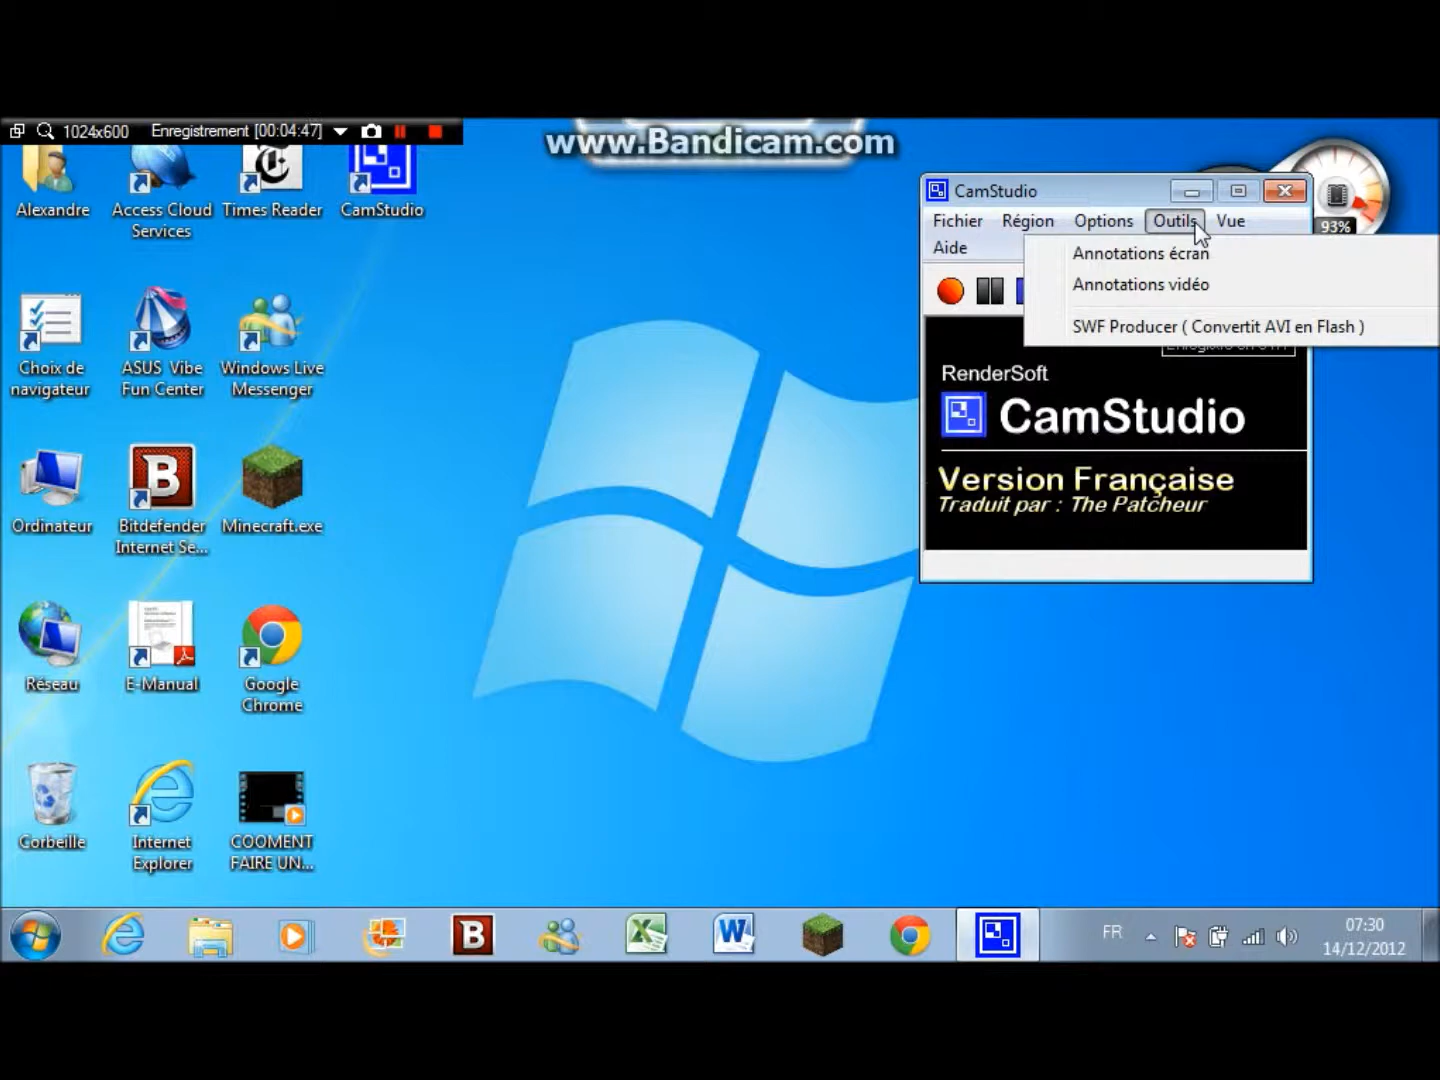 1024x600 Enregistrement [00:04:47]
www.Bandicam.com
Alexandre
Access Cloud
Services
Times Reader
CamStudio
Choix de
navigateur
ASUS Vibe
Fun Center
Windows Live
Messenger
Ordinateur
Bitdefender
Internet Se...
Minecraft.exe
Réseau
E-Manual
Google
Chrome
Corbeille
Internet
Explorer
COOMENT
FAIRE UN...
CamStudio
Fichier Région Options Outils Vue
Aide
93%
Annotations écran
Annotations vidéo
SWF Producer ( Convertit AVI en Flash )
RenderSoft
CamStudio
Version Française
Traduit par : The Patcheur
FR
07:30
14/12/2012